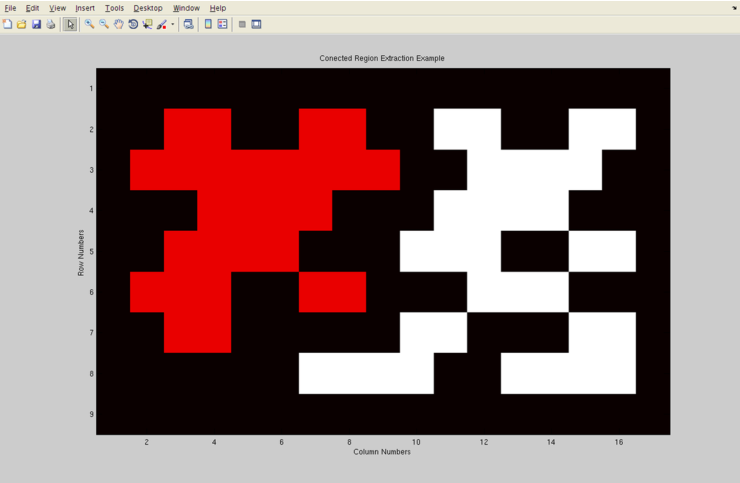 File Edit View Insert Tools Desktop Window Help
Conected Region Extraction Example
1
2
3
4
5
6
7
8
9
Row Numbers
2 4 6 8 10 12 14 16
Column Numbers